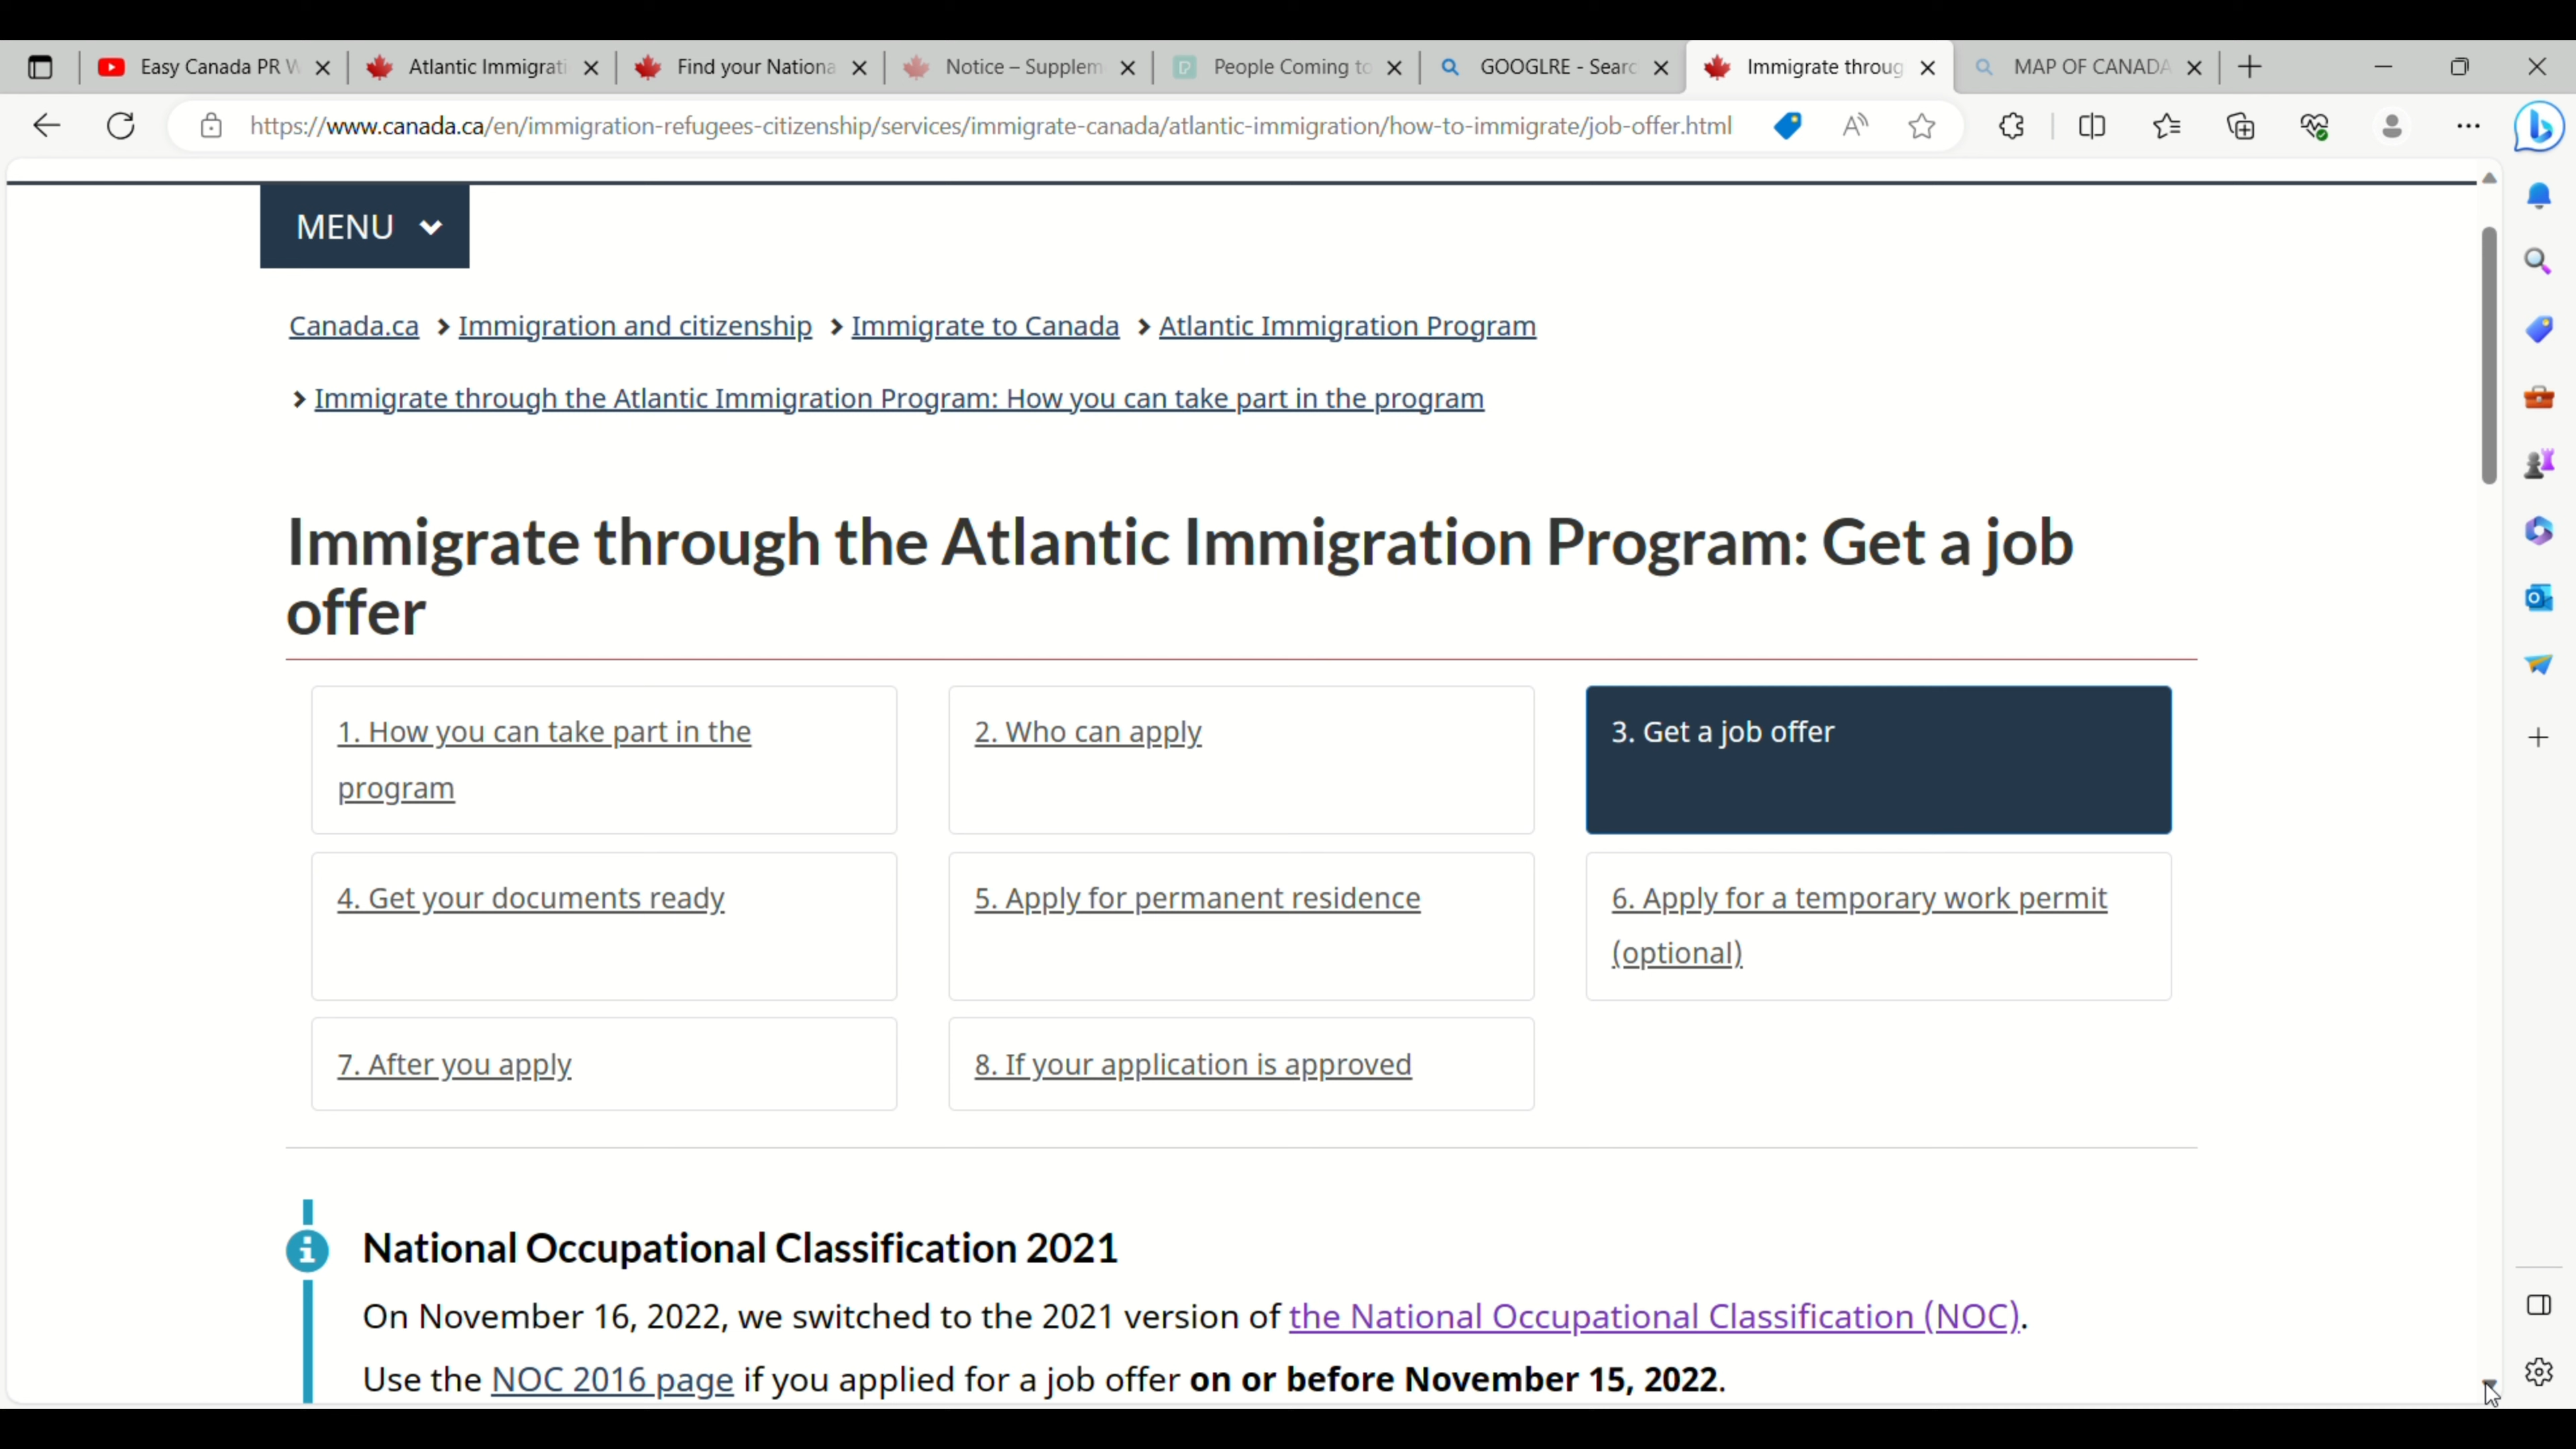 Easy Canada PR W
Atlantic Immigrati
Find your Nationa
Notice – Supplem
People Coming to
GOOGLRE - Searc
Immigrate throug
MAP OF CANADA
https://www.canada.ca/en/immigration-refugees-citizenship/services/immigrate-canada/atlantic-immigration/how-to-immigrate/job-offer.html
MENU
Canada.ca > Immigration and citizenship > Immigrate to Canada > Atlantic Immigration Program
> Immigrate through the Atlantic Immigration Program: How you can take part in the program
Immigrate through the Atlantic Immigration Program: Get a job
offer
1. How you can take part in the
program
2. Who can apply
3. Get a job offer
4. Get your documents ready
5. Apply for permanent residence
6. Apply for a temporary work permit
(optional)
7. After you apply
8. If your application is approved
National Occupational Classification 2021
On November 16, 2022, we switched to the 2021 version of the National Occupational Classification (NOC).
Use the NOC 2016 page if you applied for a job offer on or before November 15, 2022.